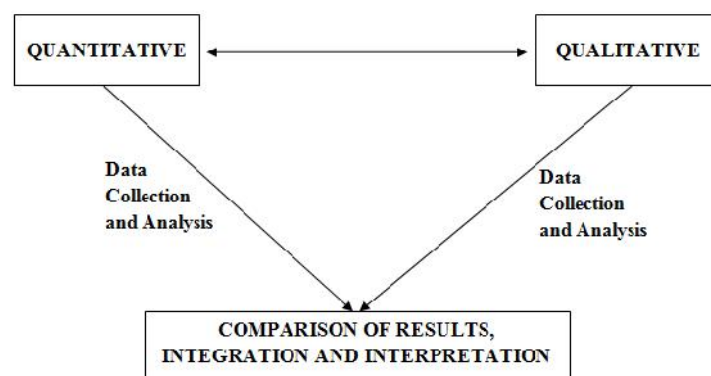 QUANTITATIVE
QUALITATIVE
Data
Collection
and Analysis
Data
Collection
and Analysis
COMPARISON OF RESULTS,
INTEGRATION AND INTERPRETATION